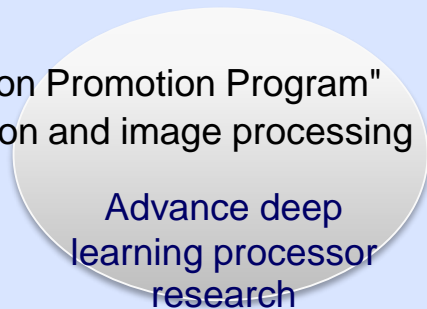 on Promotion Program"
on and image processing
Advance deep
learning processor
research